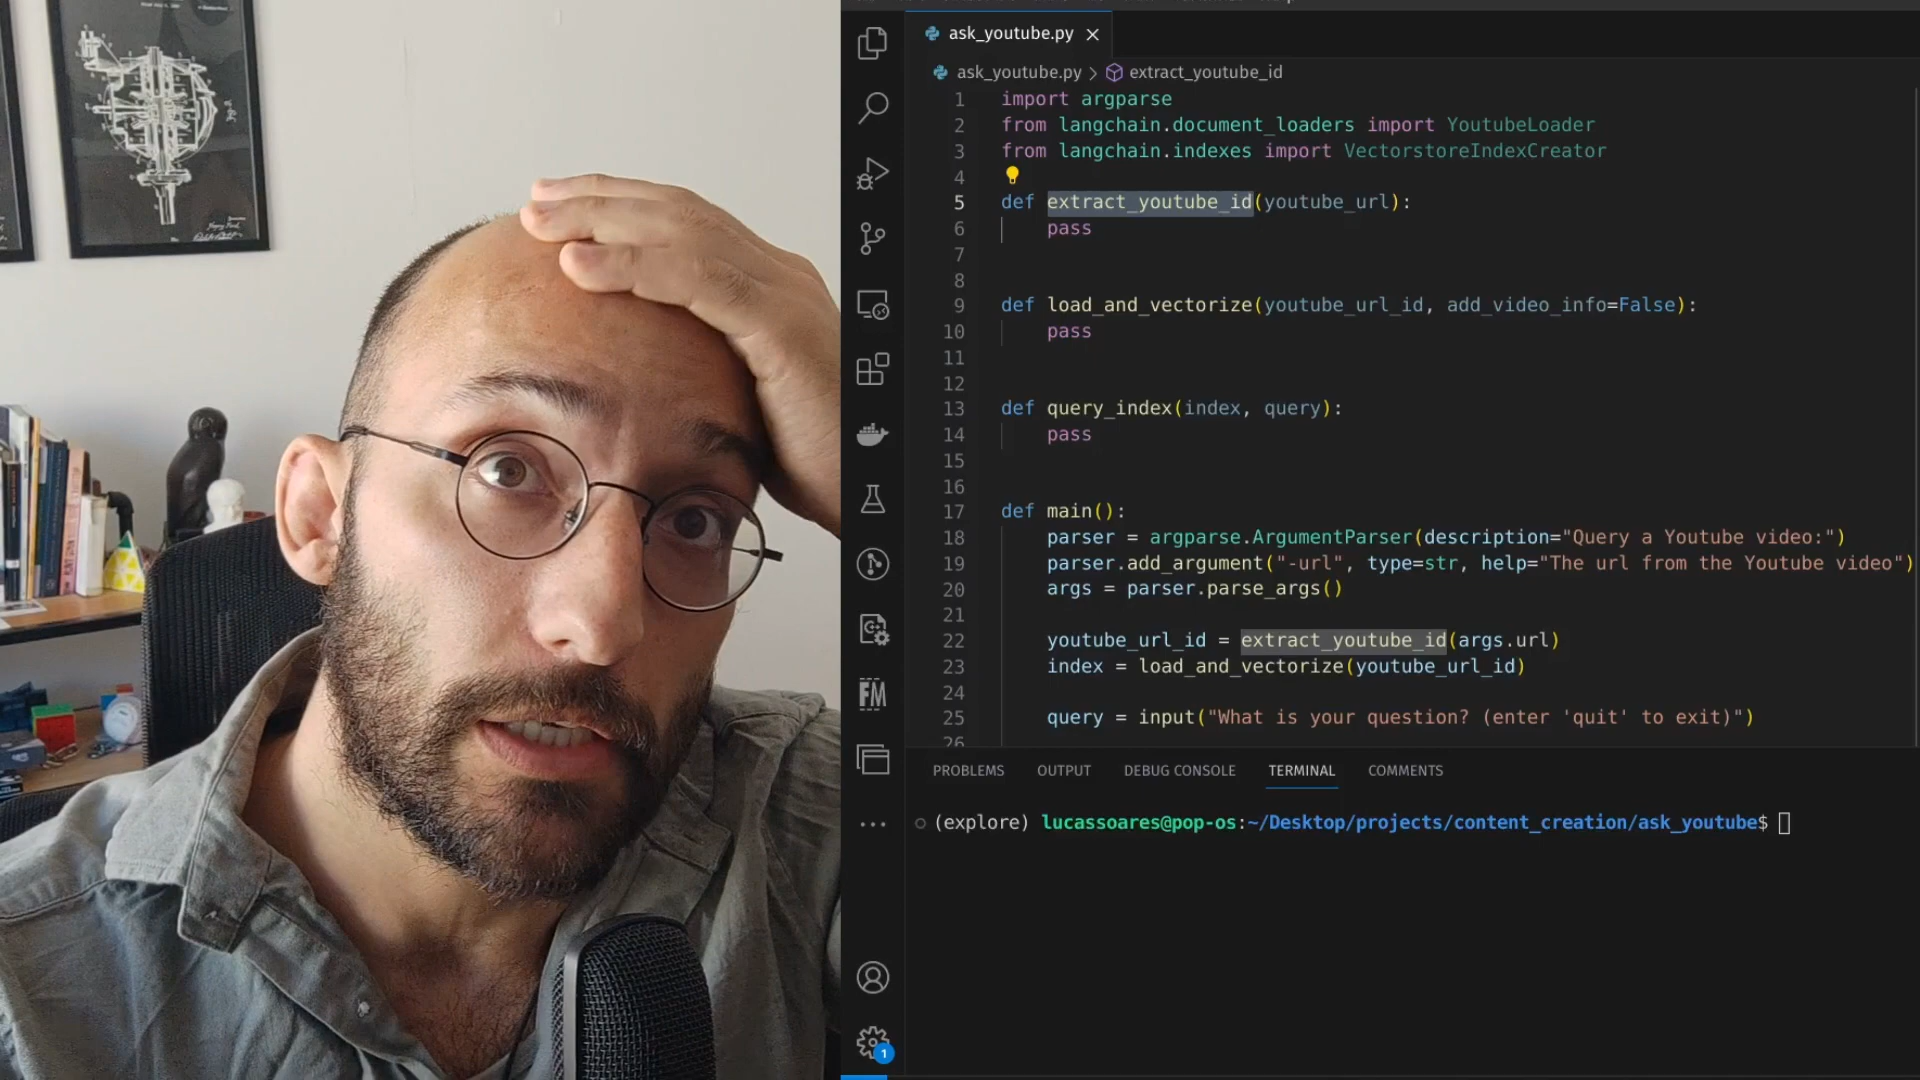 ask_youtube.py
ask_youtube.py > extract_youtube_id
1 import argparse
2 from langchain.document_loaders import YoutubeLoader
3 from langchain.indexes import VectorstoreIndexCreator
4
5 def extract_youtube_id(youtube_url):
6 pass
7
8
9 def load_and_vectorize(youtube_url_id, add_video_info=False):
10 pass
11
12
13 def query_index(index, query):
14 pass
15
16
17 def main():
18 parser = argparse.ArgumentParser(description="Query a Youtube video:")
19 parser.add_argument("-url", type=str, help="The url from the Youtube video")
20 args = parser.parse_args()
21
22 youtube_url_id = extract_youtube_id(args.url)
23 index = load_and_vectorize(youtube_url_id)
24
25 query = input("What is your question? (enter 'quit' to exit)")
26
PROBLEMS OUTPUT DEBUG CONSOLE TERMINAL COMMENTS
(explore) lucassoares@pop-os:~/Desktop/projects/content_creation/ask_youtube$
FM
1